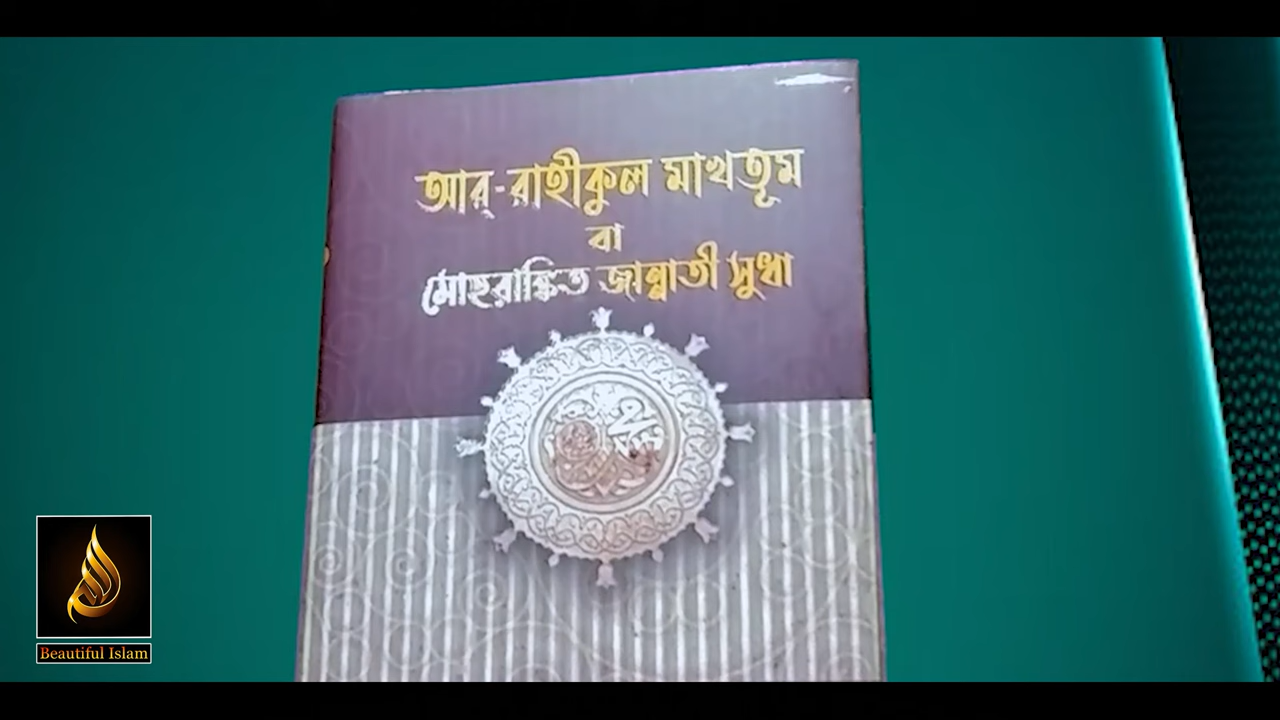 আর্-রাহীকুল মাখতূম
বা
মোহরাঙ্কিত জান্নাতী সুধা
Beautiful Islam